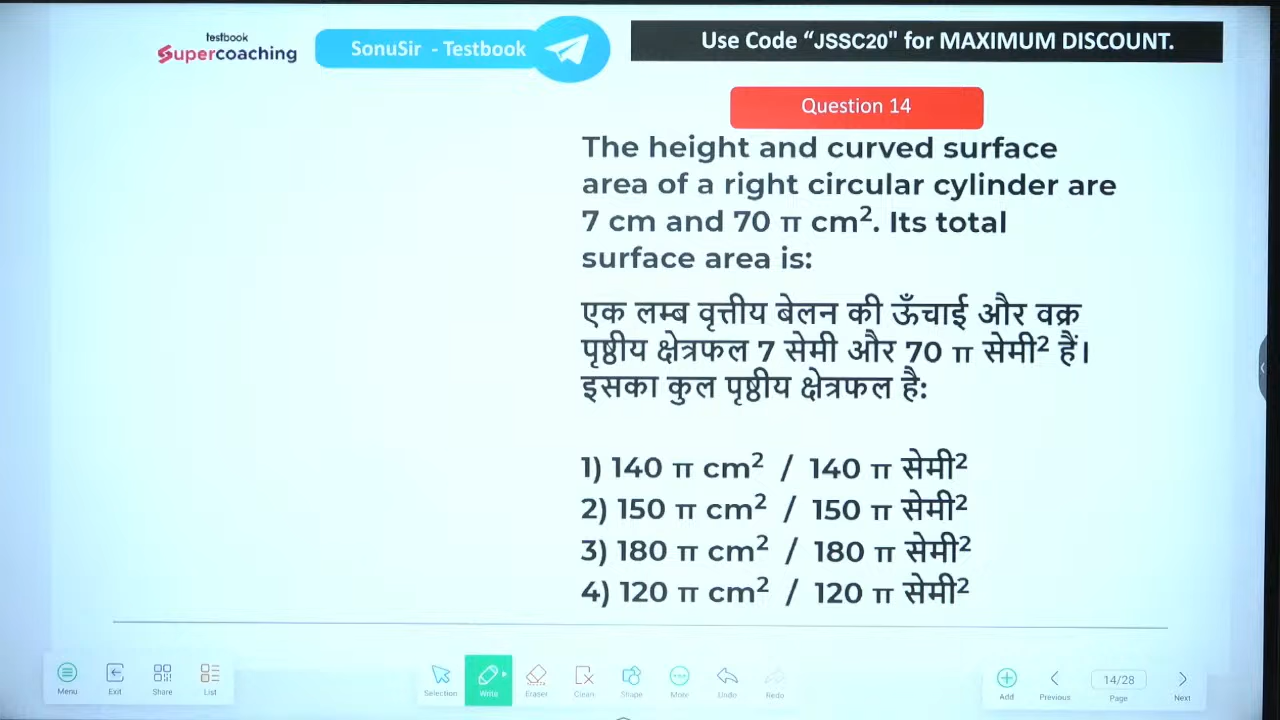 testbook
Supercoaching
SonuSir - Testbook
Use Code “JSSC20" for MAXIMUM DISCOUNT.
Question 14
The height and curved surface
area of a right circular cylinder are
7 cm and 70 π cm². Its total
surface area is:
एक लम्ब वृत्तीय बेलन की ऊँचाई और वक्र
पृष्ठीय क्षेत्रफल 7 सेमी और 70 π सेमी² हैं।
इसका कुल पृष्ठीय क्षेत्रफल है:
1) 140 π cm² / 140 π सेमी²
2) 150 π cm² / 150 π सेमी²
3) 180 π cm² / 180 π सेमी²
4) 120 π cm² / 120 π सेमी²
Menu Exit Share List Selection Write Eraser Clean Shape More Undo Redo Add Previous 14/28 Page Next